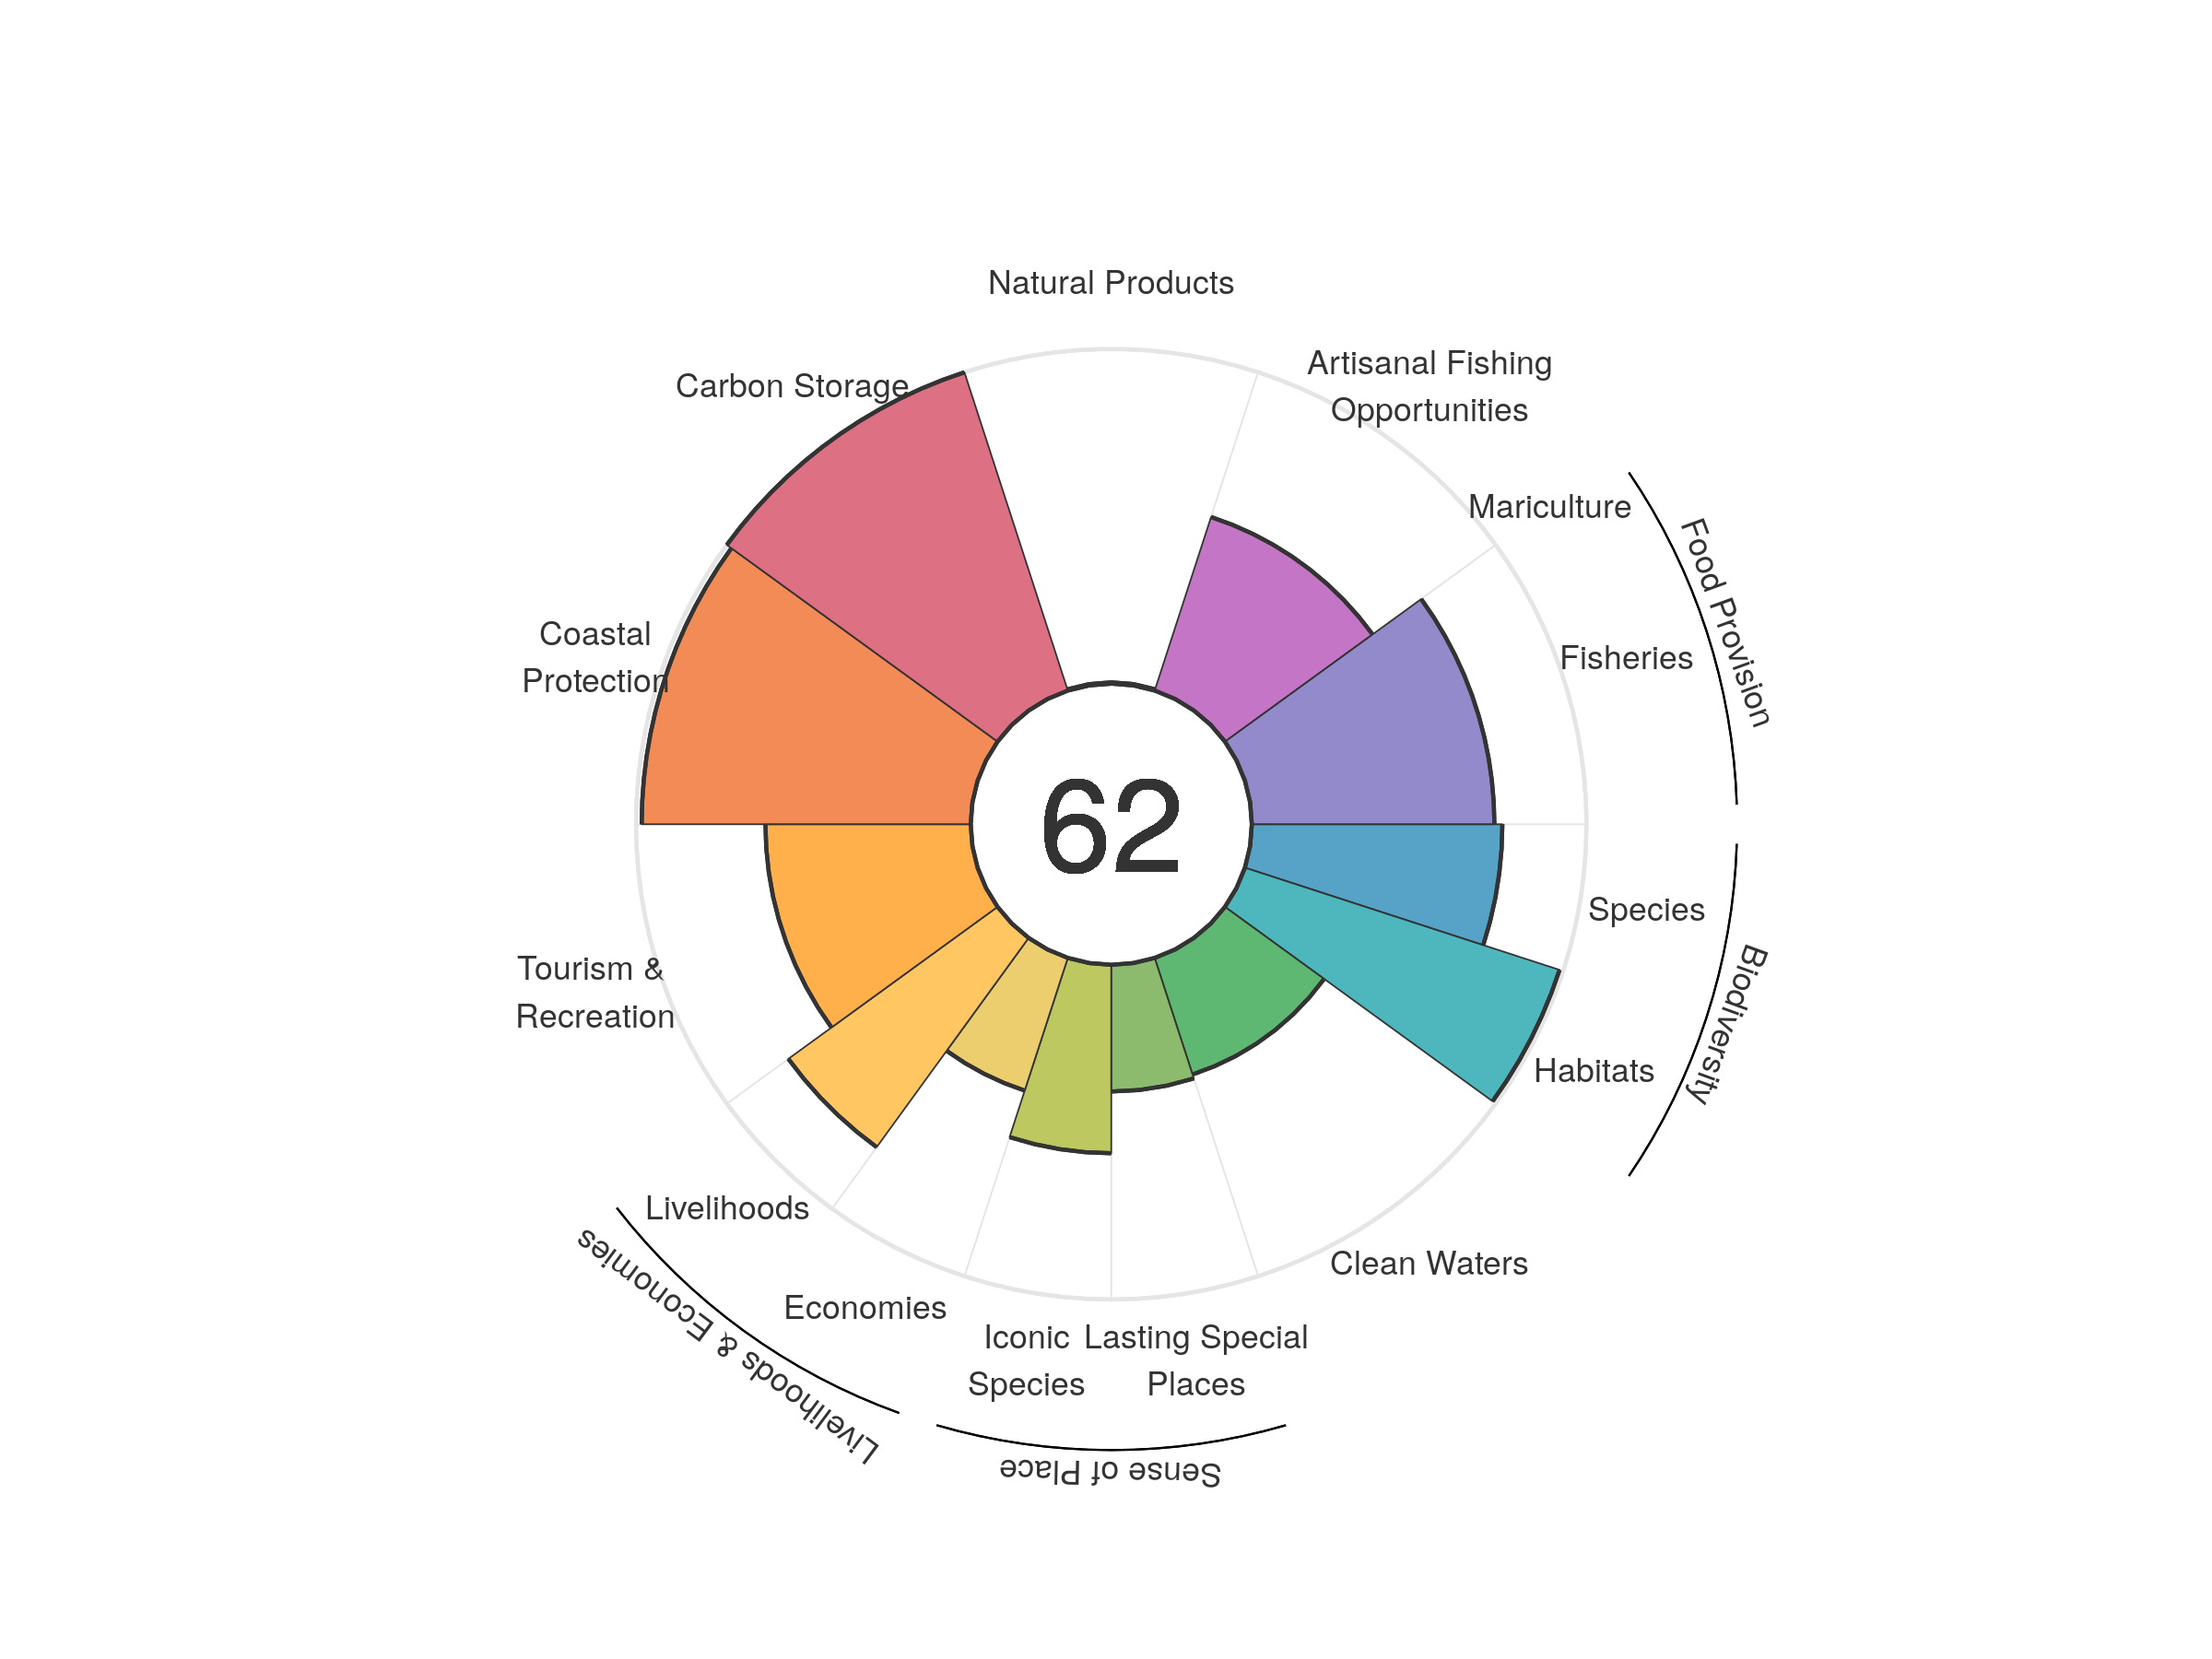 Natural Products
Artisanal Fishing
Opportunities
Carbon Storage
Mariculture
Food Provision
Coastal
Protection
Fisheries
62
Species
Tourism &
Recreation
Biodiversity
Habitats
Livelihoods
Clean Waters
Livelihoods & Economies
Economies
Iconic
Species
Lasting Special
Places
Sense of Place